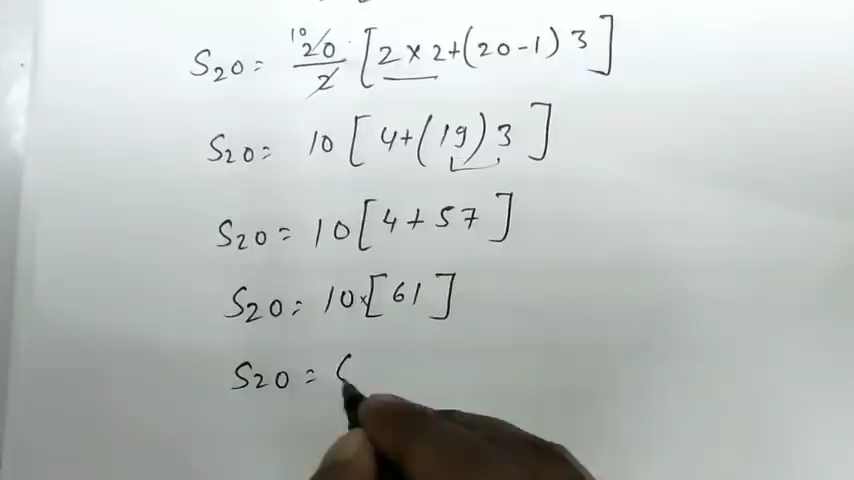 S20 = 10 20/2 [2×2+(20-1) 3]
S20 = 10 [4+(19) 3]
S20 = 10 [4+57]
S20 = 10×[61]
S20 =